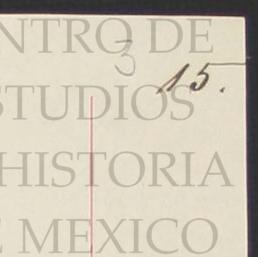 NTRO DE
3
15.
STUDIOS
HISTORIA
E MEXICO